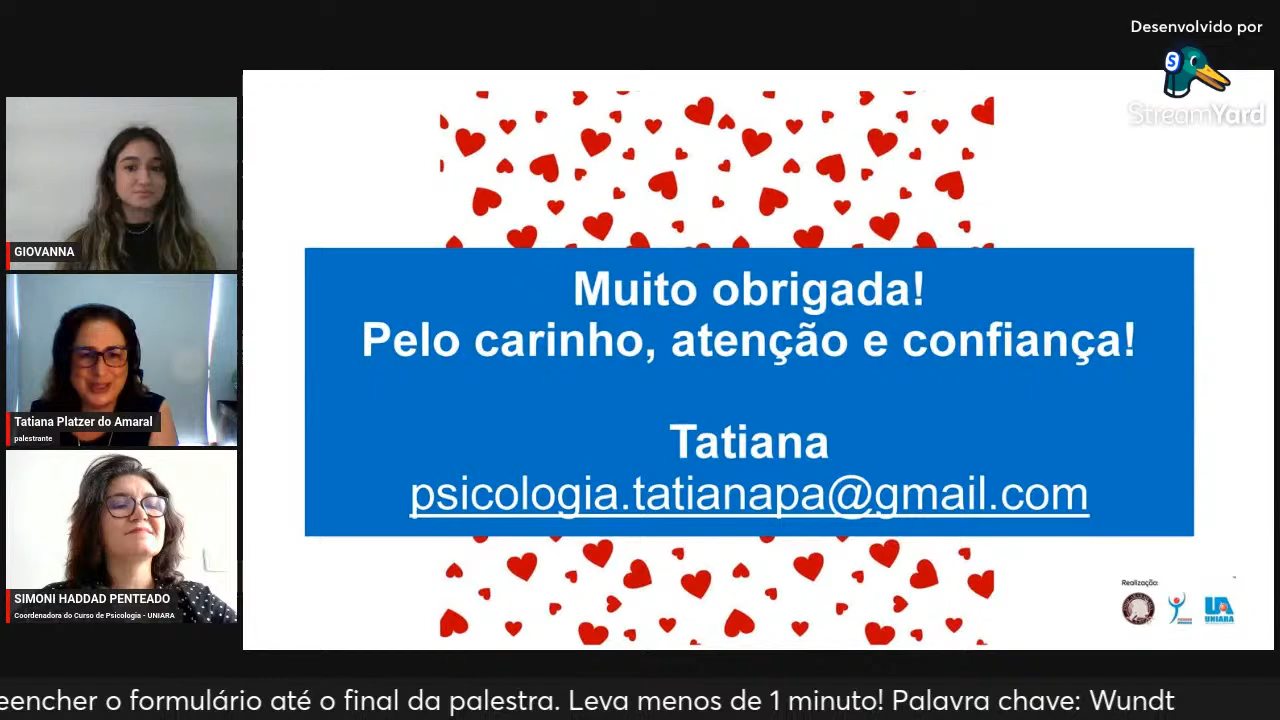 Desenvolvido por
StreamYard
GIOVANNA
Tatiana Platzer do Amaral
palestrante
SIMONI HADDAD PENTEADO
Coordenadora do Curso de Psicologia - UNIARA
Muito obrigada!
Pelo carinho, atenção e confiança!
Tatiana
psicologia.tatianapa@gmail.com
Realização:
UNIARA
eencher o formulário até o final da palestra. Leva menos de 1 minuto! Palavra chave: Wundt